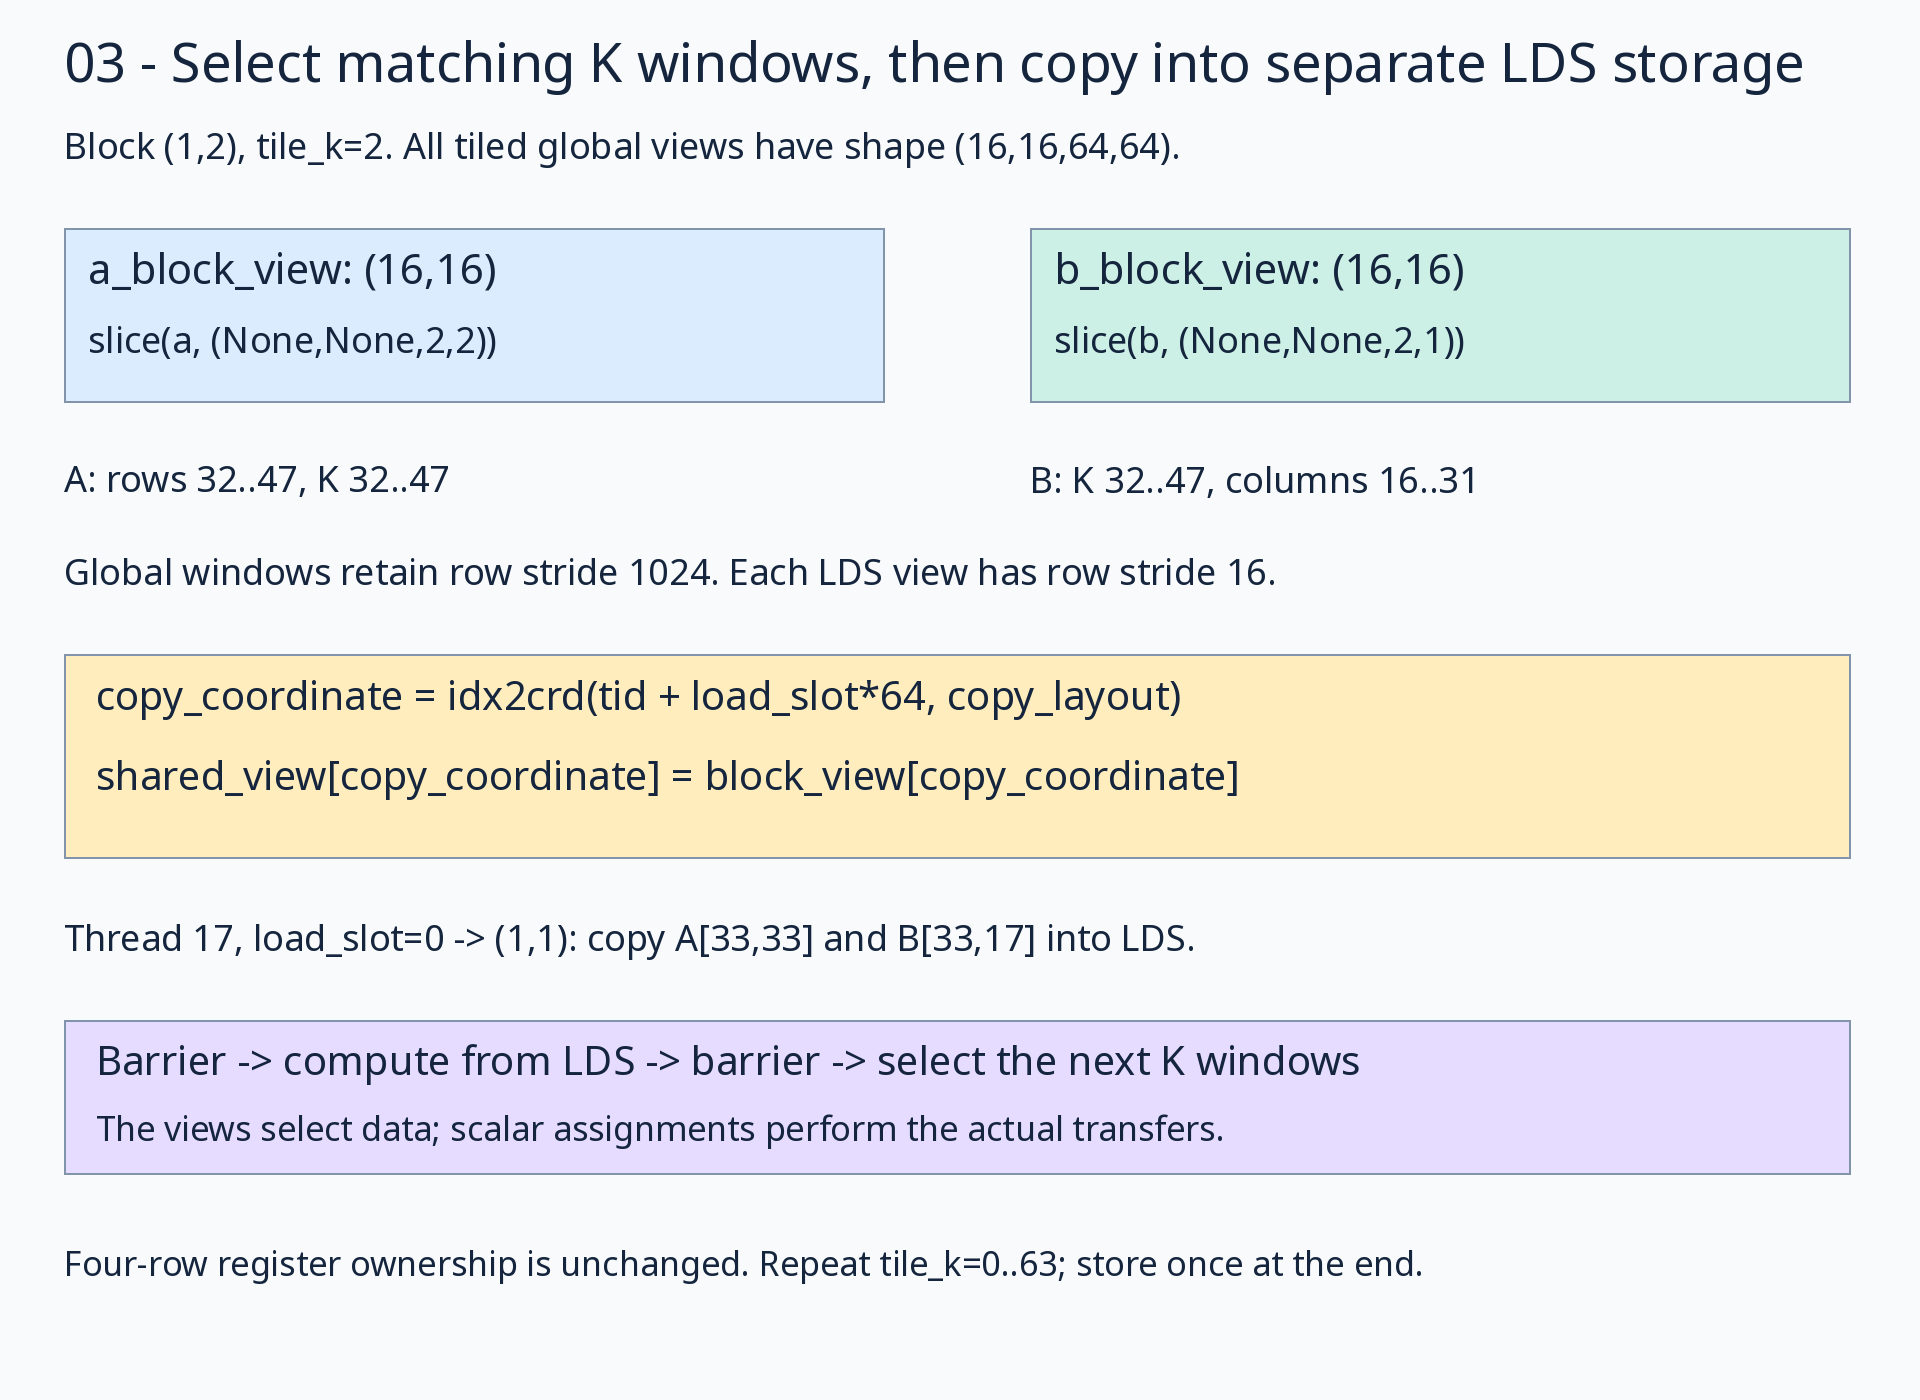 03 - Select matching K windows, then copy into separate LDS storage
Block (1,2), tile_k=2. All tiled global views have shape (16,16,64,64).
a_block_view: (16,16)
slice(a, (None,None,2,2))
b_block_view: (16,16)
slice(b, (None,None,2,1))
A: rows 32..47, K 32..47
B: K 32..47, columns 16..31
Global windows retain row stride 1024. Each LDS view has row stride 16.
copy_coordinate = idx2crd(tid + load_slot*64, copy_layout)
shared_view[copy_coordinate] = block_view[copy_coordinate]
Thread 17, load_slot=0 -> (1,1): copy A[33,33] and B[33,17] into LDS.
Barrier -> compute from LDS -> barrier -> select the next K windows
The views select data; scalar assignments perform the actual transfers.
Four-row register ownership is unchanged. Repeat tile_k=0..63; store once at the end.